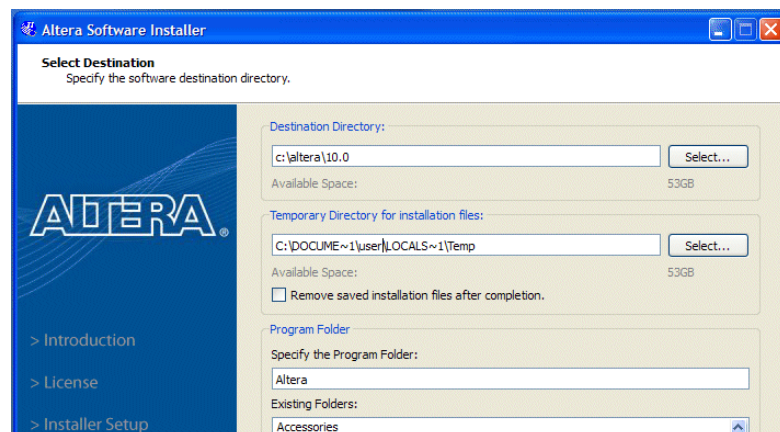 Altera Software Installer
Select Destination
Specify the software destination directory.
Destination Directory:
c:\altera\10.0
Select...
Available Space:
53GB
ALTERA®
Temporary Directory for installation files:
C:\DOCUME~1\user\LOCALS~1\Temp
Select...
Available Space:
53GB
Remove saved installation files after completion.
> Introduction
> License
> Installer Setup
Program Folder
Specify the Program Folder:
Altera
Existing Folders:
Accessories